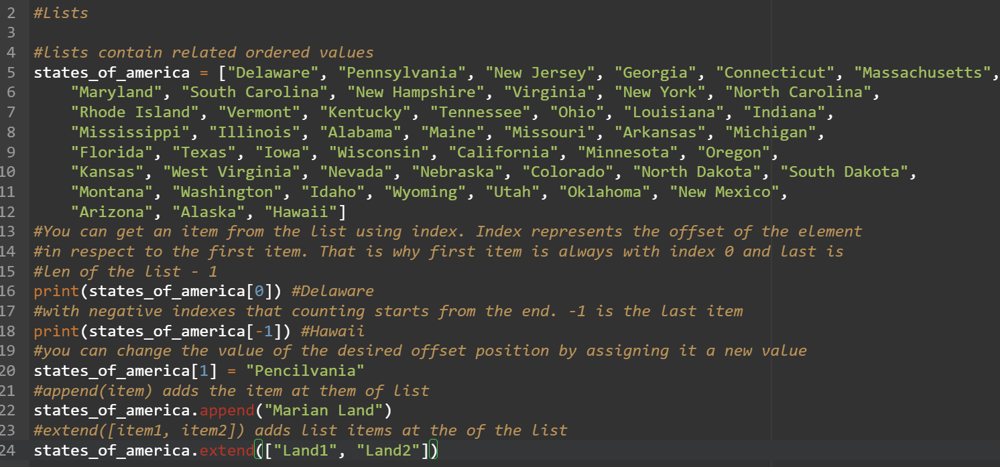 2 #Lists
3
4 #lists contain related ordered values
5 states_of_america = ["Delaware", "Pennsylvania", "New Jersey", "Georgia", "Connecticut", "Massachusetts",
6     "Maryland", "South Carolina", "New Hampshire", "Virginia", "New York", "North Carolina",
7     "Rhode Island", "Vermont", "Kentucky", "Tennessee", "Ohio", "Louisiana", "Indiana",
8     "Mississippi", "Illinois", "Alabama", "Maine", "Missouri", "Arkansas", "Michigan",
9     "Florida", "Texas", "Iowa", "Wisconsin", "California", "Minnesota", "Oregon",
10     "Kansas", "West Virginia", "Nevada", "Nebraska", "Colorado", "North Dakota", "South Dakota",
11     "Montana", "Washington", "Idaho", "Wyoming", "Utah", "Oklahoma", "New Mexico",
12     "Arizona", "Alaska", "Hawaii"]
13 #You can get an item from the list using index. Index represents the offset of the element
14 #in respect to the first item. That is why first item is always with index 0 and last is
15 #len of the list - 1
16 print(states_of_america[0]) #Delaware
17 #with negative indexes that counting starts from the end. -1 is the last item
18 print(states_of_america[-1]) #Hawaii
19 #you can change the value of the desired offset position by assigning it a new value
20 states_of_america[1] = "Pencilvania"
21 #append(item) adds the item at them of list
22 states_of_america.append("Marian Land")
23 #extend([item1, item2]) adds list items at the of the list
24 states_of_america.extend(["Land1", "Land2"])